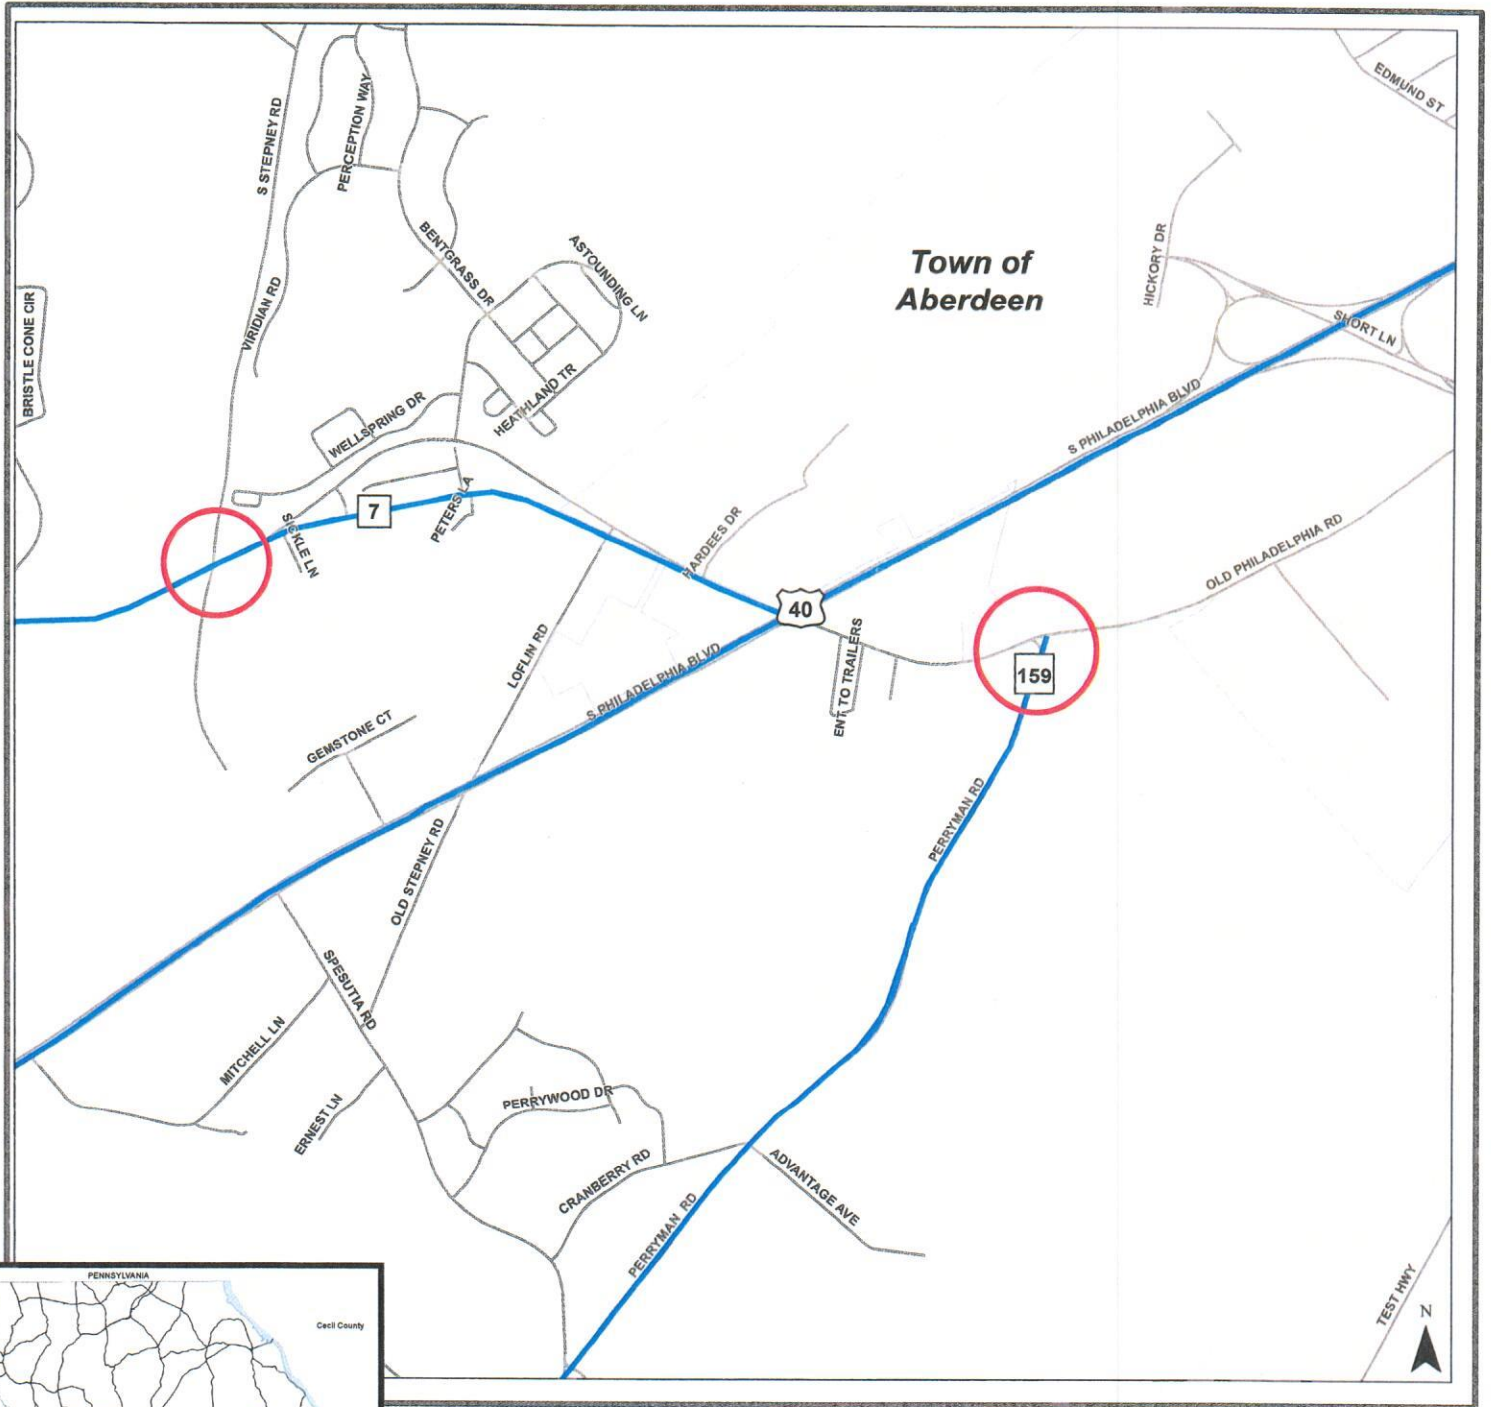 EDMUND ST
PERCEPTION WAY
S STEPNEY RD
Town of
Aberdeen
BENTGRASS DR
ASTOUNDING LN
HICKORY DR
VIRIDIAN RD
BRISTLE CONE CIR
SHORT LN
HEATHLAND TR
WELLSPRING DR
S PHILADELPHIA BLVD
7
PETERS LA
SICKLE LN
HARDEES DR
OLD PHILADELPHIA RD
40
LOFLIN RD
ENT TO TRAILERS
159
S PHILADELPHIA BLVD
GEMSTONE CT
PERRYMAN RD
OLD STEPNEY RD
SPESUTIA RD
MITCHELL LN
ERNEST LN
PERRYWOOD DR
CRANBERRY RD
ADVANTAGE AVE
PERRYMAN RD
TEST HWY
N
PENNSYLVANIA
Cecil County